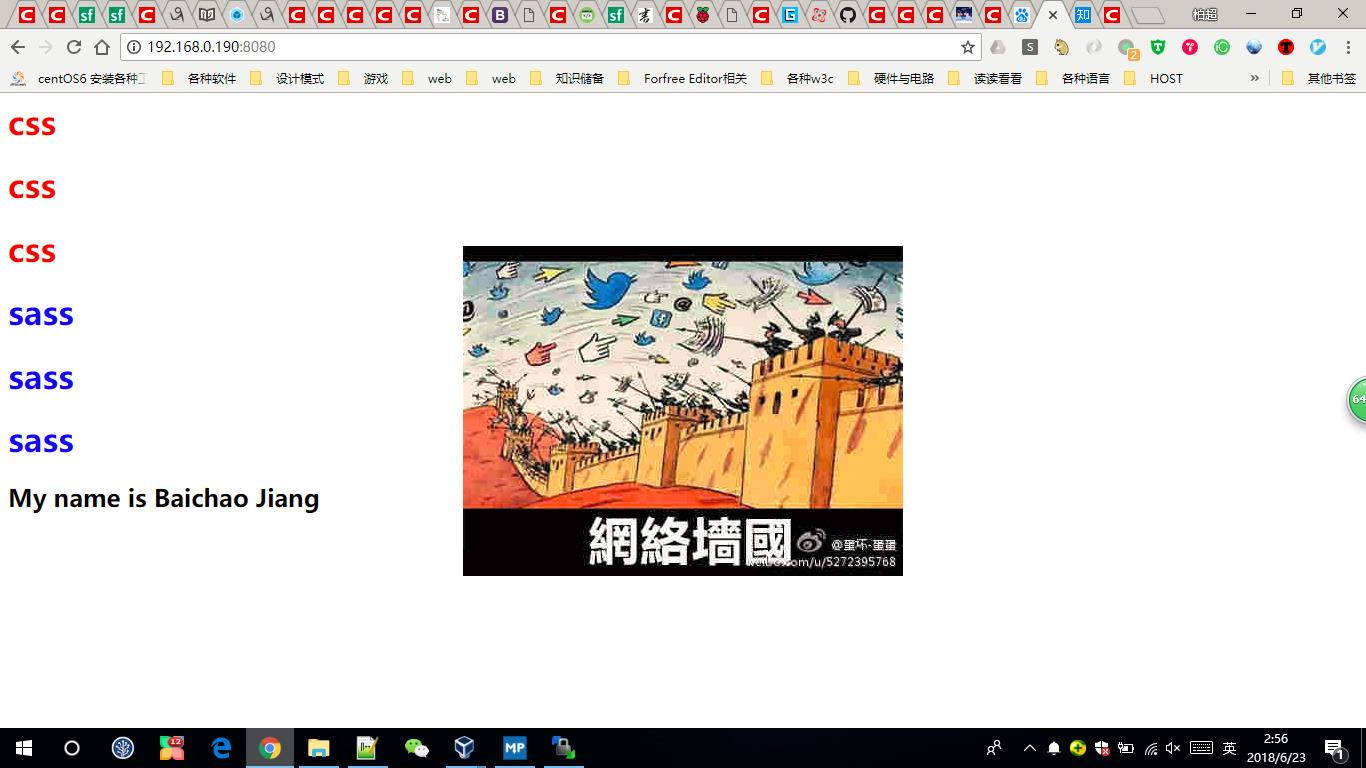 柏超
192.168.0.190:8080
centOS6 安装各种工
各种软件
设计模式
游戏
web
web
知识储备
Forfree Editor相关
各种w3c
硬件与电路
读读看看
各种语言
HOST
»
其他书签
css
css
css
sass
sass
sass
My name is Baichao Jiang
網絡墻國
@蛋坏·蛋蛋
weibo.com/u/5272395768
64
12
MP
英
2:56
2018/6/23
1